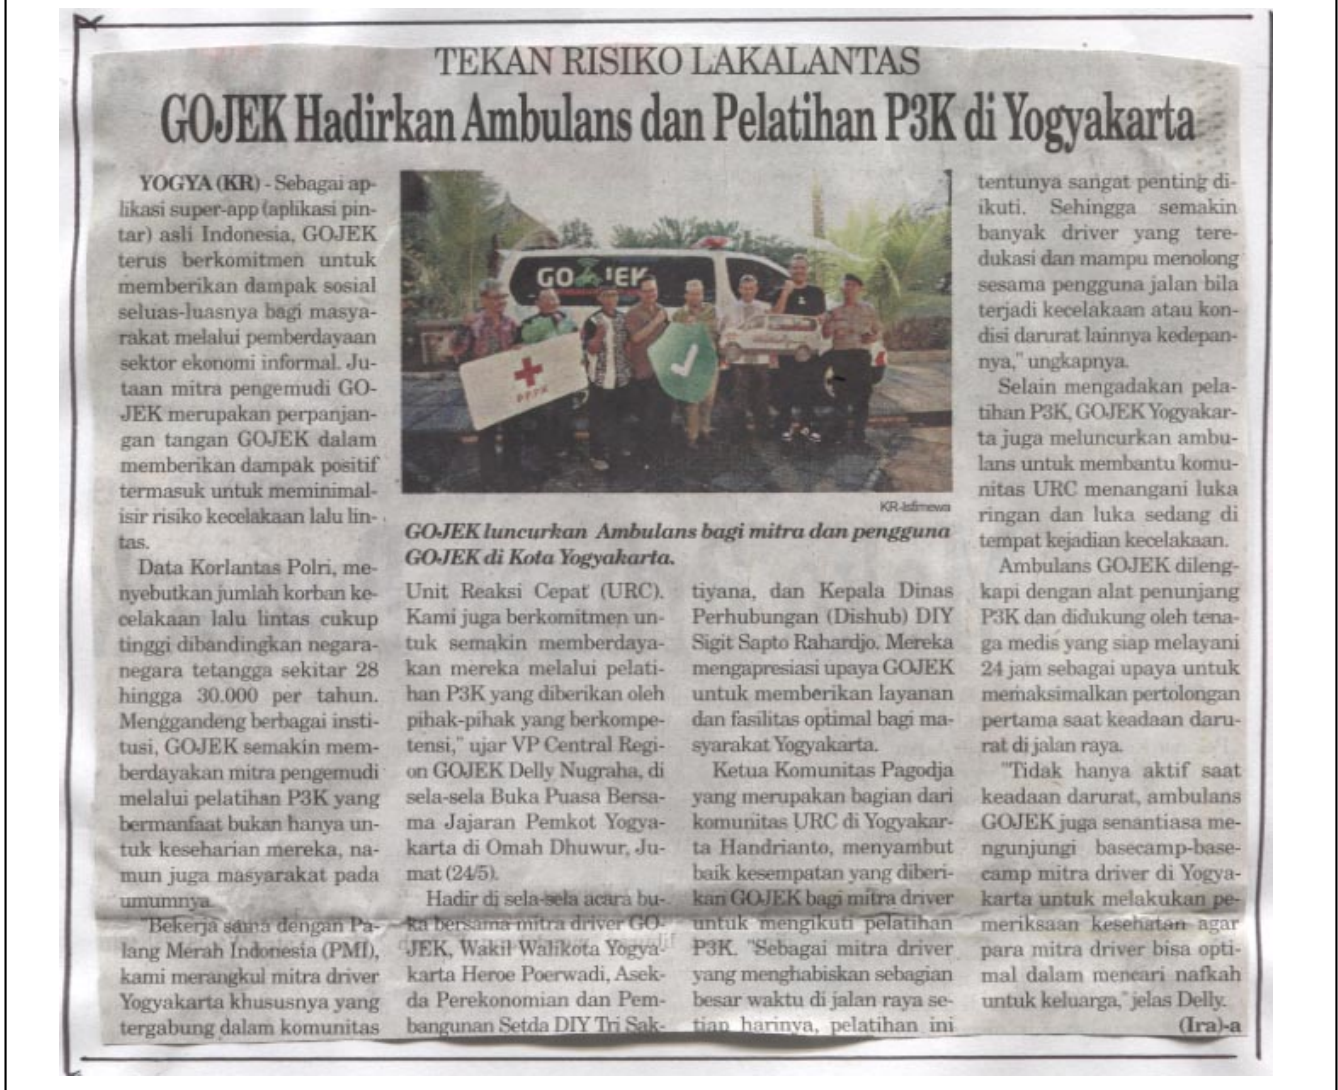 TEKAN RISIKO LAKALANTAS
GOJEK Hadirkan Ambulans dan Pelatihan P3K di Yogyakarta
YOGYA (KR) - Sebagai ap-
likasi super-app (aplikasi pin-
tar) asli Indonesia, GOJEK
terus berkomitmen untuk
memberikan dampak sosial
seluas-luasnya bagi masya-
rakat melalui pemberdayaan
sektor ekonomi informal. Ju-
taan mitra pengemudi GO-
JEK merupakan perpanjan-
gan tangan GOJEK dalam
memberikan dampak positif
termasuk untuk meminimal-
isir risiko kecelakaan lalu lin-
tas.
Data Korlantas Polri, me-
nyebutkan jumlah korban ke-
celakaan lalu lintas cukup
tinggi dibandingkan negara-
negara tetangga sekitar 28
hingga 30.000 per tahun.
Menggandeng berbagai insti-
tusi, GOJEK semakin mem-
berdayakan mitra pengemudi
melalui pelatihan P3K yang
bermanfaat bukan hanya un-
tuk keseharian mereka, na-
mun juga masyarakat pada
umumnya.
"Bekerja sama dengan Pa-
lang Merah Indonesia (PMI),
kami merangkul mitra driver
Yogyakarta khususnya yang
tergabung dalam komunitas
GOJEK
PPPK
KR-Istimewa
GOJEK luncurkan Ambulans bagi mitra dan pengguna
GOJEK di Kota Yogyakarta.
Unit Reaksi Cepat (URC).
Kami juga berkomitmen un-
tuk semakin memberdaya-
kan mereka melalui pelati-
han P3K yang diberikan oleh
pihak-pihak yang berkompe-
tensi," ujar VP Central Regi-
on GOJEK Delly Nugraha, di
sela-sela Buka Puasa Bersa-
ma Jajaran Pemkot Yogya-
karta di Omah Dhuwur, Ju-
mat (24/5).
Hadir di sela-sela acara bu-
ka bersama mitra driver GO-
JEK, Wakil Walikota Yogya-
karta Heroe Poerwadi, Asek-
da Perekonomian dan Pem-
bangunan Setda DIY Tri Sak-
tiyana, dan Kepala Dinas
Perhubungan (Dishub) DIY
Sigit Sapto Rahardjo. Mereka
mengapresiasi upaya GOJEK
untuk memberikan layanan
dan fasilitas optimal bagi ma-
syarakat Yogyakarta.
Ketua Komunitas Pagodja
yang merupakan bagian dari
komunitas URC di Yogyakar-
ta Handrianto, menyambut
baik kesempatan yang diberi-
kan GOJEK bagi mitra driver
untuk mengikuti pelatihan
P3K. "Sebagai mitra driver
yang menghabiskan sebagian
besar waktu di jalan raya se-
tiap harinya, pelatihan ini
tentunya sangat penting di-
ikuti. Sehingga semakin
banyak driver yang tere-
dukasi dan mampu menolong
sesama pengguna jalan bila
terjadi kecelakaan atau kon-
disi darurat lainnya kedepan-
nya," ungkapnya.
Selain mengadakan pela-
tihan P3K, GOJEK Yogyakar-
ta juga meluncurkan ambu-
lans untuk membantu komu-
nitas URC menangani luka
ringan dan luka sedang di
tempat kejadian kecelakaan.
Ambulans GOJEK dileng-
kapi dengan alat penunjang
P3K dan didukung oleh tena-
ga medis yang siap melayani
24 jam sebagai upaya untuk
memaksimalkan pertolongan
pertama saat keadaan daru-
rat di jalan raya.
"Tidak hanya aktif saat
keadaan darurat, ambulans
GOJEK juga senantiasa me-
ngunjungi basecamp-base-
camp mitra driver di Yogya-
karta untuk melakukan pe-
meriksaan kesehatan agar
para mitra driver bisa opti-
mal dalam mencari nafkah
untuk keluarga," jelas Delly.
(Ira)-a